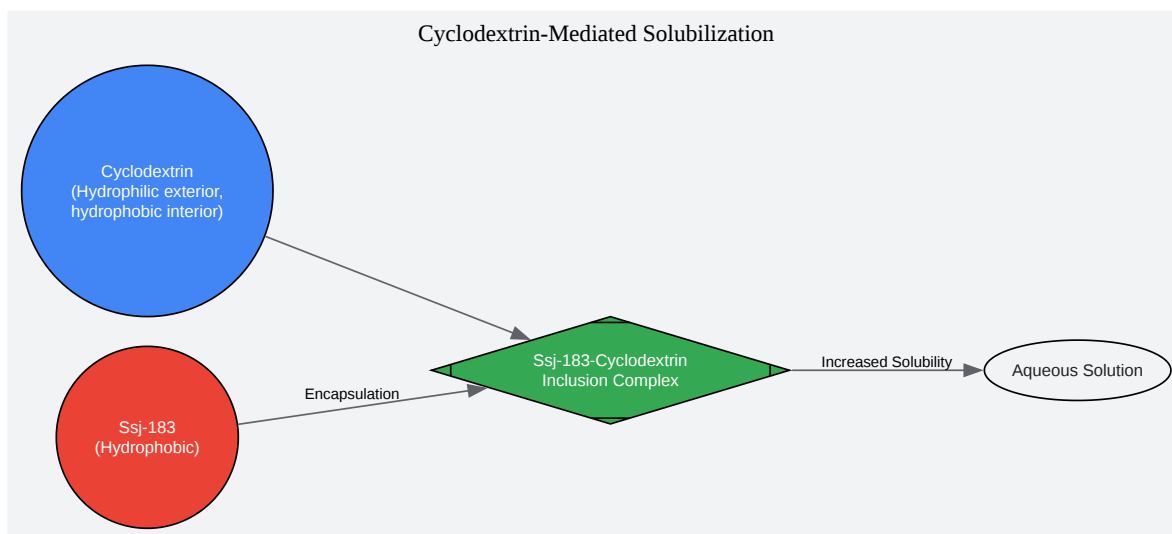 Cyclodextrin-Mediated Solubilization
Cyclodextrin
(Hydrophilic exterior,
hydrophobic interior)
Ssj-183
(Hydrophobic)
Encapsulation
Ssj-183-Cyclodextrin
Inclusion Complex
Increased Solubility
Aqueous Solution